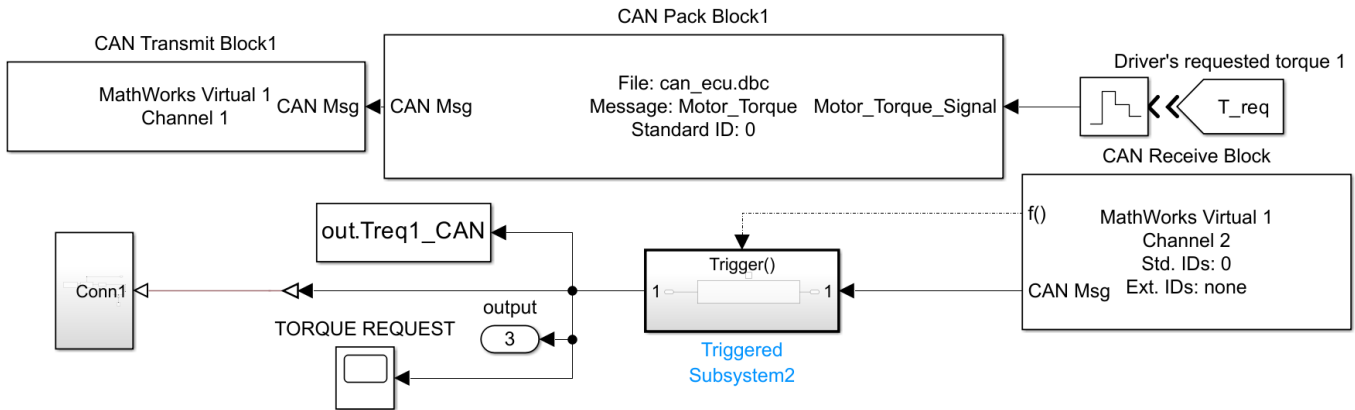 CAN Pack Block1
CAN Transmit Block1
MathWorks Virtual 1
Channel 1
CAN Msg
CAN Msg
File: can_ecu.dbc
Message: Motor_Torque
Standard ID: 0
Motor_Torque_Signal
Driver's requested torque 1
T_req
CAN Receive Block
f()
MathWorks Virtual 1
Channel 2
Std. IDs: 0
Ext. IDs: none
CAN Msg
out.Treq1_CAN
Trigger()
1
1
Triggered
Subsystem2
Conn1
output
3
TORQUE REQUEST